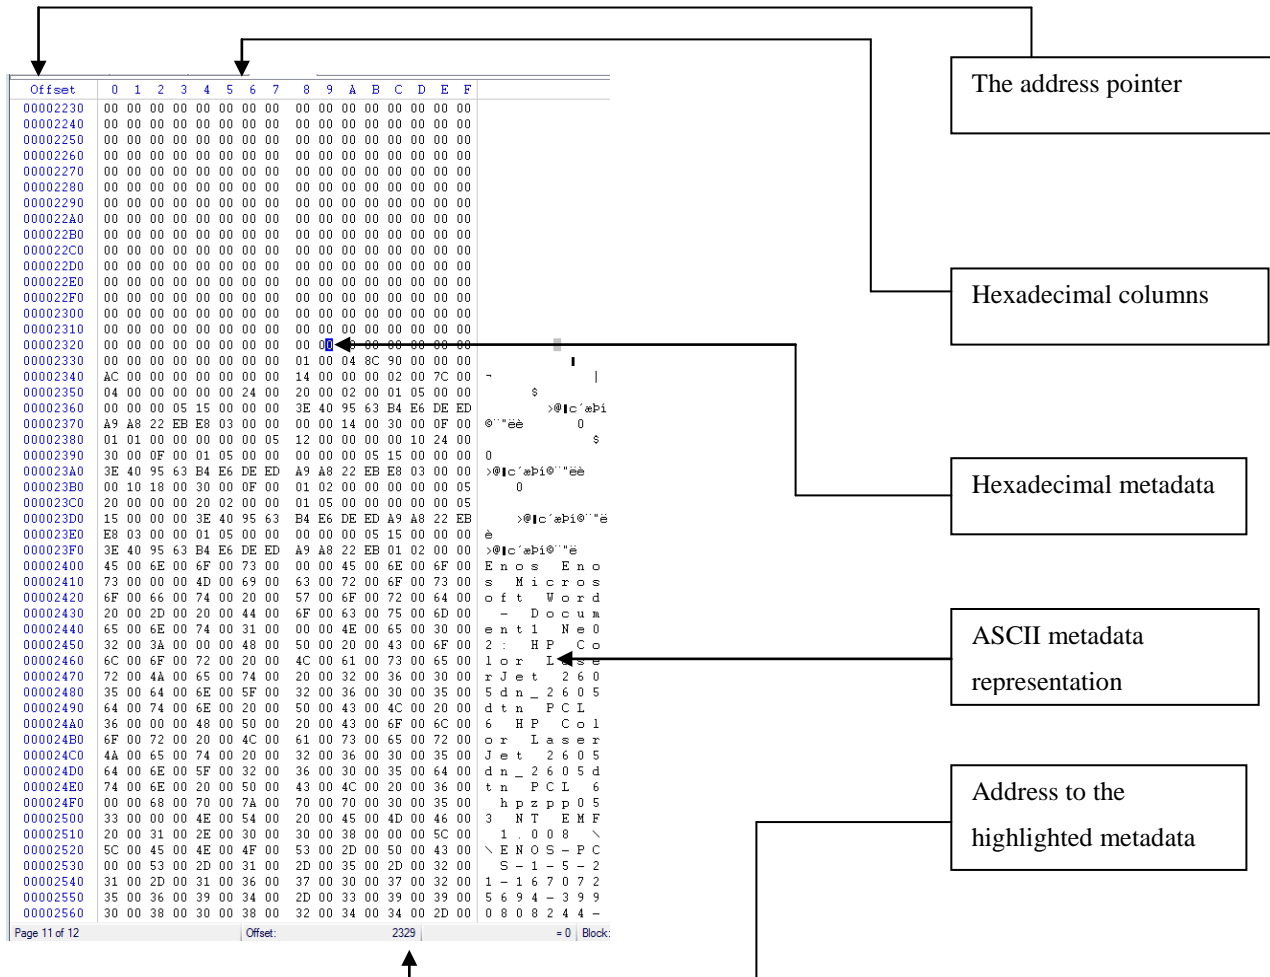 The address pointer
Offset 0 1 2 3 4 5 6 7 8 9 A B C D E F
00002230 00 00 00 00 00 00 00 00 00 00 00 00 00 00 00 00
00002240 00 00 00 00 00 00 00 00 00 00 00 00 00 00 00 00
00002250 00 00 00 00 00 00 00 00 00 00 00 00 00 00 00 00
00002260 00 00 00 00 00 00 00 00 00 00 00 00 00 00 00 00
00002270 00 00 00 00 00 00 00 00 00 00 00 00 00 00 00 00
00002280 00 00 00 00 00 00 00 00 00 00 00 00 00 00 00 00
00002290 00 00 00 00 00 00 00 00 00 00 00 00 00 00 00 00
000022A0 00 00 00 00 00 00 00 00 00 00 00 00 00 00 00 00
000022B0 00 00 00 00 00 00 00 00 00 00 00 00 00 00 00 00
000022C0 00 00 00 00 00 00 00 00 00 00 00 00 00 00 00 00
000022D0 00 00 00 00 00 00 00 00 00 00 00 00 00 00 00 00
000022E0 00 00 00 00 00 00 00 00 00 00 00 00 00 00 00 00
000022F0 00 00 00 00 00 00 00 00 00 00 00 00 00 00 00 00
Hexadecimal columns
00002300 00 00 00 00 00 00 00 00 00 00 00 00 00 00 00 00
00002310 00 00 00 00 00 00 00 00 00 00 00 00 00 00 00 00
00002320 00 00 00 00 00 00 00 00 00 00 00 00 00 00 00
00002330 00 00 00 00 00 00 00 00 01 00 04 8C 90 00 00 00
00002340 AC 00 00 00 00 00 00 00 14 00 00 00 02 00 7C 00 ¬ |
00002350 04 00 00 00 00 00 24 00 20 00 02 00 01 05 00 00 $
00002360 00 00 00 05 15 00 00 00 3E 40 95 63 B4 E6 DE ED >@ c´æÞí
00002370 A9 A8 22 EB E8 03 00 00 00 00 14 00 30 00 0F 00 ©¨"ëè 0
00002380 01 01 00 00 00 00 00 05 12 00 00 00 00 10 24 00 $
00002390 30 00 0F 00 01 05 00 00 00 00 00 05 15 00 00 00 0
000023A0 3E 40 95 63 B4 E6 DE ED A9 A8 22 EB E8 03 00 00 >@ c´æÞí©¨"ëè
000023B0 00 10 18 00 30 00 0F 00 01 02 00 00 00 00 00 05 0
Hexadecimal metadata
000023C0 20 00 00 00 20 02 00 00 01 05 00 00 00 00 00 05
000023D0 15 00 00 00 3E 40 95 63 B4 E6 DE ED A9 A8 22 EB >@ c´æÞí©¨"ë
000023E0 E8 03 00 00 01 05 00 00 00 00 00 05 15 00 00 00 è
000023F0 3E 40 95 63 B4 E6 DE ED A9 A8 22 EB 01 02 00 00 >@ c´æÞí©¨"ë
00002400 45 00 6E 00 6F 00 73 00 00 00 45 00 6E 00 6F 00 E n o s E n o
00002410 73 00 00 00 4D 00 69 00 63 00 72 00 6F 00 73 00 s M i c r o s
00002420 6F 00 66 00 74 00 20 00 57 00 6F 00 72 00 64 00 o f t W o r d
00002430 20 00 2D 00 20 00 44 00 6F 00 63 00 75 00 6D 00 - D o c u m
00002440 65 00 6E 00 74 00 31 00 00 00 4E 00 65 00 30 00 e n t 1 N e 0
00002450 32 00 3A 00 00 00 48 00 50 00 20 00 43 00 6F 00 2 : H P C o
00002460 6C 00 6F 00 72 00 20 00 4C 00 61 00 73 00 65 00 l o r L a s e
00002470 72 00 4A 00 65 00 74 00 20 00 32 00 36 00 30 00 r J e t 2 6 0
ASCII metadata
representation
00002480 35 00 64 00 6E 00 5F 00 32 00 36 00 30 00 35 00 5 d n _ 2 6 0 5
00002490 64 00 74 00 6E 00 20 00 50 00 43 00 4C 00 20 00 d t n P C L
000024A0 36 00 00 00 48 00 50 00 20 00 43 00 6F 00 6C 00 6 H P C o l
000024B0 6F 00 72 00 20 00 4C 00 61 00 73 00 65 00 72 00 o r L a s e r
000024C0 4A 00 65 00 74 00 20 00 32 00 36 00 30 00 35 00 J e t 2 6 0 5
000024D0 64 00 6E 00 5F 00 32 00 36 00 30 00 35 00 64 00 d n _ 2 6 0 5 d
000024E0 74 00 6E 00 20 00 50 00 43 00 4C 00 20 00 36 00 t n P C L 6
000024F0 00 00 68 00 70 00 7A 00 70 00 70 00 30 00 35 00 h p z p p 0 5
00002500 33 00 00 00 4E 00 54 00 20 00 45 00 4D 00 46 00 3 N T E M F
00002510 20 00 31 00 2E 00 30 00 30 00 38 00 00 00 5C 00 1 . 0 0 8 \
00002520 5C 00 45 00 4E 00 4F 00 53 00 2D 00 50 00 43 00 \ E N O S - P C
00002530 00 00 53 00 2D 00 31 00 2D 00 35 00 2D 00 32 00 S - 1 - 5 - 2
00002540 31 00 2D 00 31 00 36 00 37 00 30 00 37 00 32 00 1 - 1 6 7 0 7 2
00002550 35 00 36 00 39 00 34 00 2D 00 33 00 39 00 39 00 5 6 9 4 - 3 9 9
00002560 30 00 38 00 30 00 38 00 32 00 34 00 34 00 2D 00 0 8 0 8 2 4 4 -
Address to the
highlighted metadata
Page 11 of 12 Offset: 2329 = 0 Block: